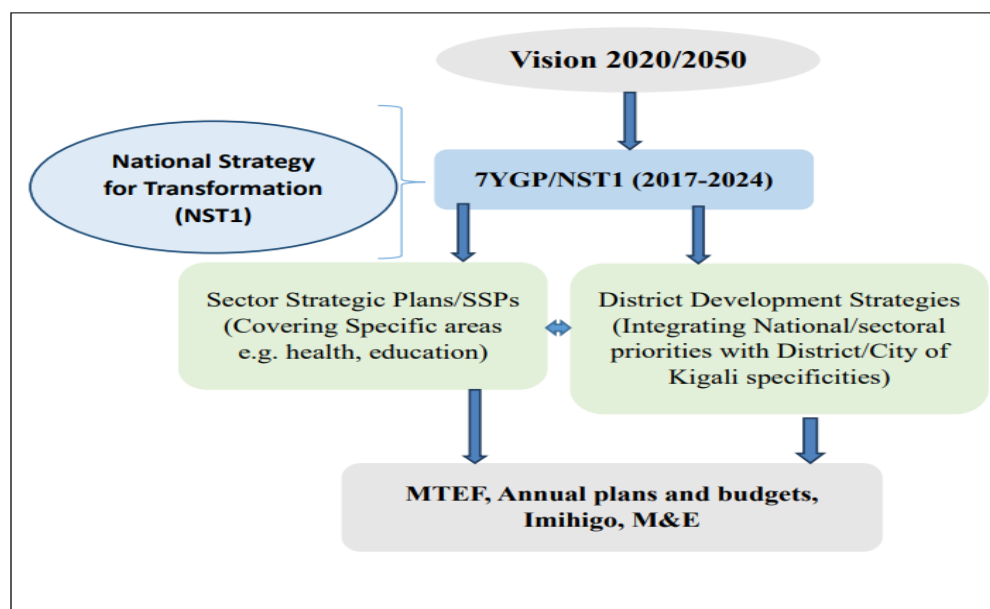 Vision 2020/2050
National Strategy
for Transformation
(NST1)
7YGP/NST1 (2017-2024)
Sector Strategic Plans/SSPs
(Covering Specific areas
e.g. health, education)
District Development Strategies
(Integrating National/sectoral
priorities with District/City of
Kigali specificities)
MTEF, Annual plans and budgets,
Imihigo, M&E